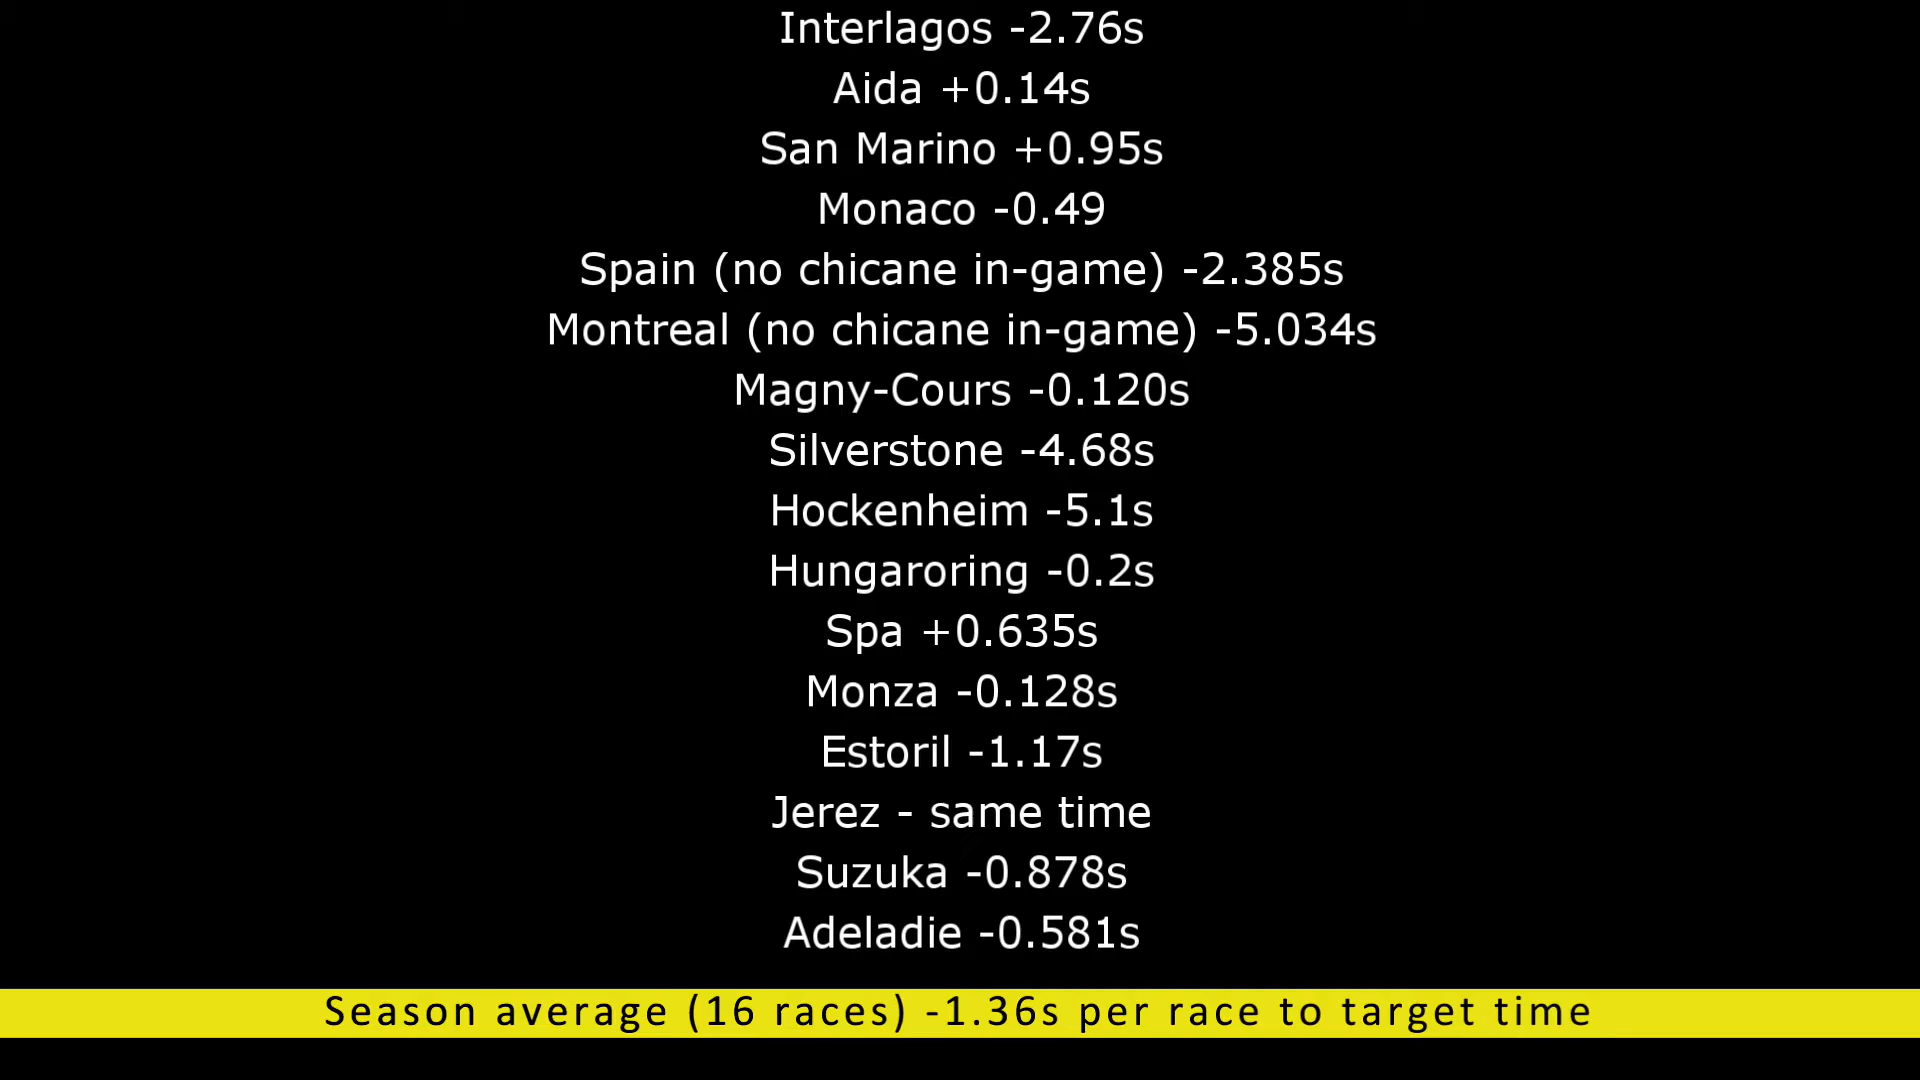 Interlagos -2.76s
Aida +0.14s
San Marino +0.95s
Monaco -0.49
Spain (no chicane in-game) -2.385s
Montreal (no chicane in-game) -5.034s
Magny-Cours -0.120s
Silverstone -4.68s
Hockenheim -5.1s
Hungaroring -0.2s
Spa +0.635s
Monza -0.128s
Estoril -1.17s
Jerez - same time
Suzuka -0.878s
Adeladie -0.581s
Season average (16 races) -1.36s per race to target time